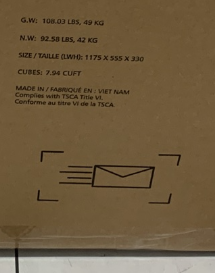 G.W: 108.03 LBS, 49 KG
N.W: 92.58 LBS, 42 KG
SIZE / TAILLE (LWH): 1175 X 555 X 330
CUBES: 7.94 CUFT
MADE IN / FABRIQUÉ EN : VIET NAM
Complies with TSCA Title VI.
Conforme au titre VI de la TSCA.